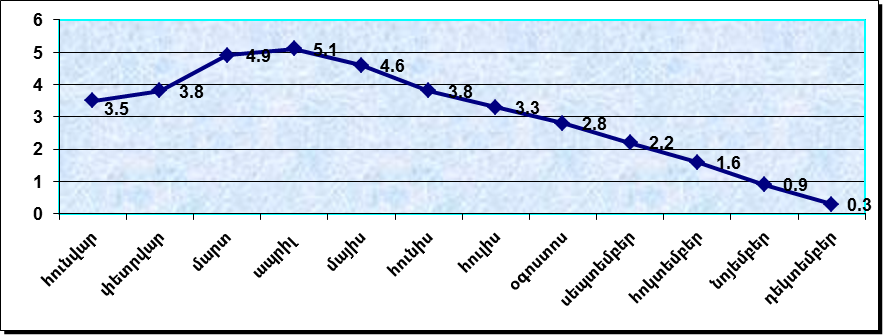 6
5
4
3
2
1
0
3.5
3.8
4.9
5.1
4.6
3.8
3.3
2.8
2.2
1.6
0.9
0.3
հունվար
փետրվար
մարտ
ապրիլ
մայիս
հունիս
հուլիս
օգոստոս
սեպտեմբեր
հոկտեմբեր
նոյեմբեր
դեկտեմբեր